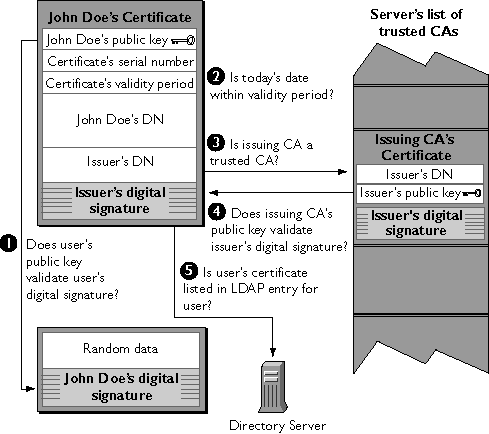 John Doe's Certificate
John Doe's public key
Certificate's serial number
Certificate's validity period
John Doe's DN
Issuer's DN
Issuer's digital
signature
Server's list of
trusted CAs
2 Is today's date
within validity period?
3 Is issuing CA a
trusted CA?
Issuing CA's
Certificate
Issuer's DN
Issuer's public key
Issuer's digital
signature
4 Does issuing CA's
public key validate
issuer's digital signature?
1 Does user's
public key
validate user's
digital signature?
5 Is user's certificate
listed in LDAP entry for
user?
Random data
John Doe's digital
signature
Directory Server